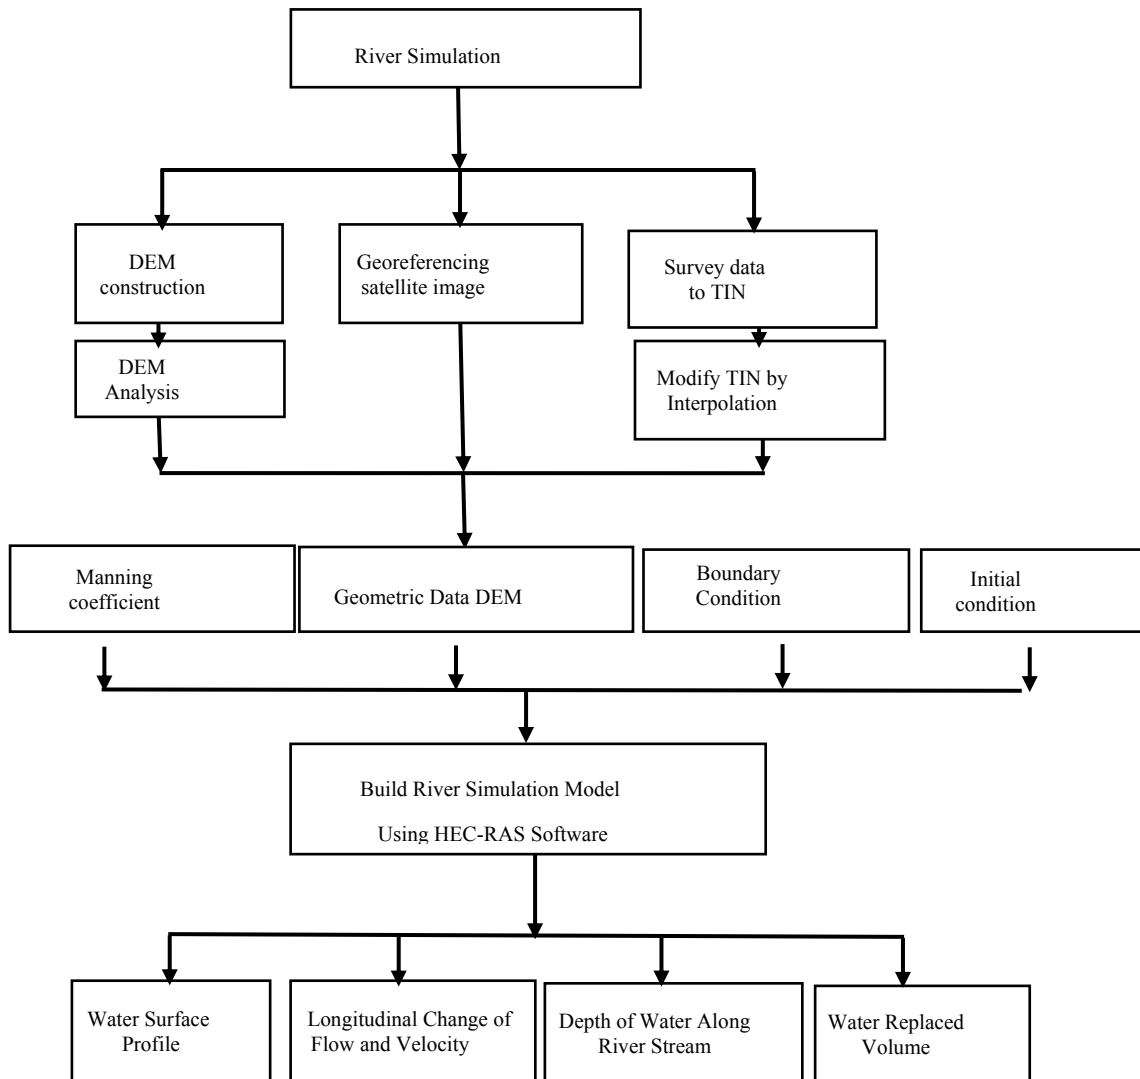 River Simulation
DEM
construction
Georeferencing
satellite image
Survey data
to TIN
DEM
Analysis
Modify TIN by
Interpolation
Manning
coefficient
Geometric Data DEM
Boundary
Condition
Initial
condition
Build River Simulation Model
Using HEC-RAS Software
Water Surface
Profile
Longitudinal Change of
Flow and Velocity
Depth of Water Along
River Stream
Water Replaced
Volume